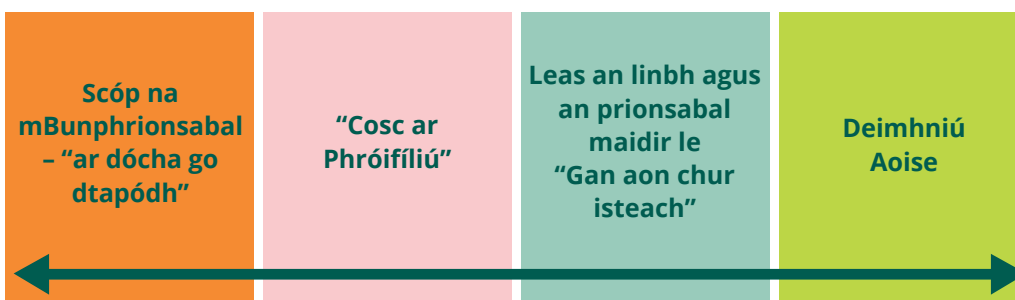 Scóp na
mBunphrionsabal
– “ar dócha go
dtapódh”
“Cosc ar
Phróifíliú”
Leas an linbh agus
an prionsabal
maidir le
“Gan aon chur
isteach”
Deimhniú
Aoise